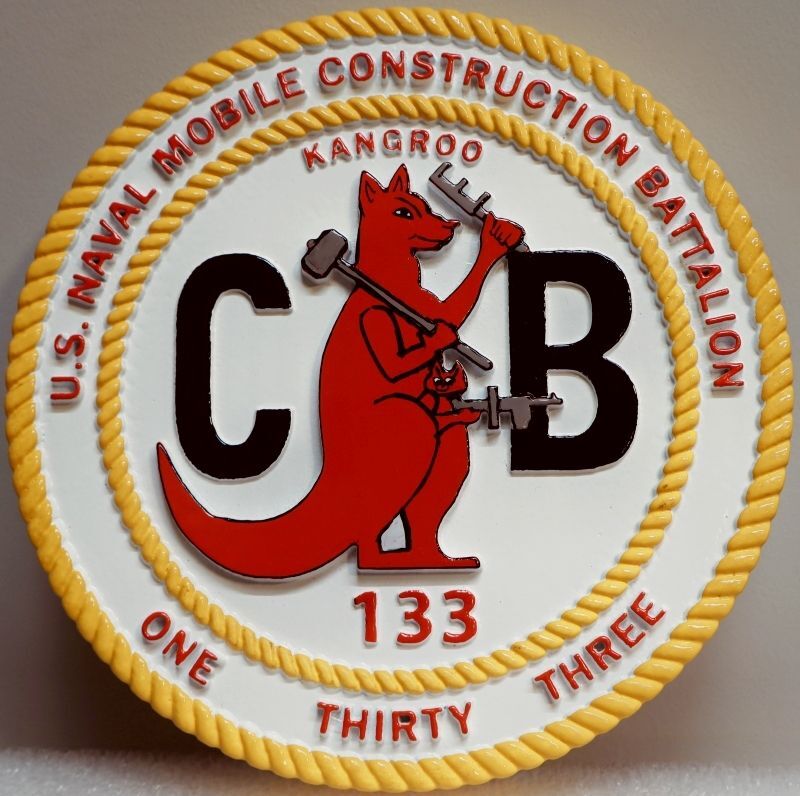 U.S. NAVAL MOBILE CONSTRUCTION BATTALION
KANGROO
CB
133
ONE THIRTY THREE